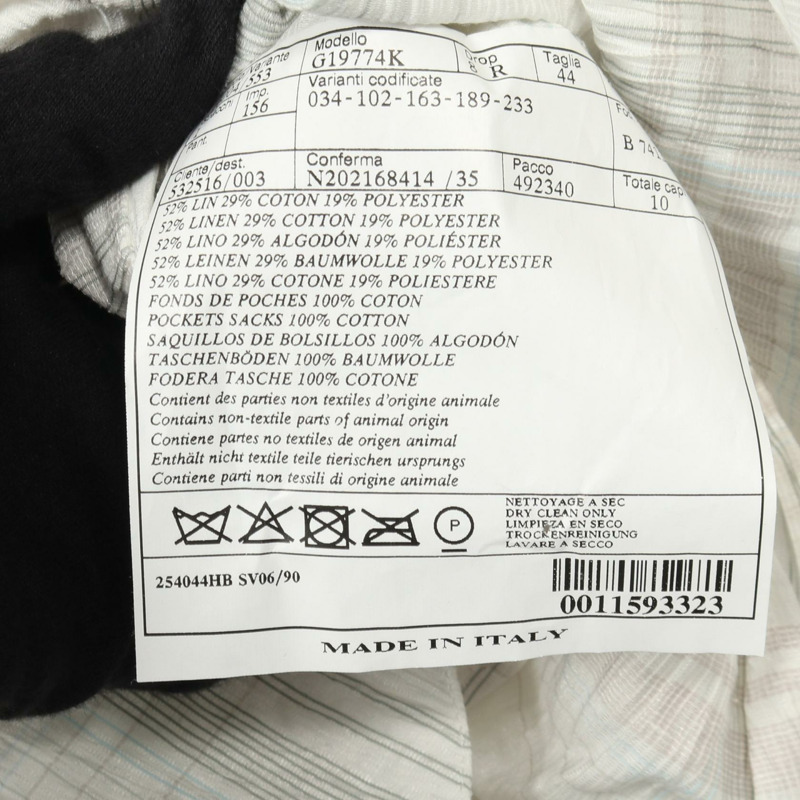 Variante Modello Drop Taglia
553 G19774K R 44
Imp. Varianti codificate
156 034-102-163-189-233
Cliente/dest. Conferma Pacco Totale cap
532516/003 N202168414 /35 492340 10
52% LIN 29% COTON 19% POLYESTER
52% LINEN 29% COTTON 19% POLYESTER
52% LINO 29% ALGODÓN 19% POLIÉSTER
52% LEINEN 29% BAUMWOLLE 19% POLYESTER
52% LINO 29% COTONE 19% POLIESTERE
FONDS DE POCHES 100% COTON
POCKETS SACKS 100% COTTON
SAQUILLOS DE BOLSILLOS 100% ALGODÓN
TASCHENBÖDEN 100% BAUMWOLLE
FODERA TASCHE 100% COTONE
Contient des parties non textiles d'origine animale
Contains non-textile parts of animal origin
Contiene partes no textiles de origen animal
Enthält nicht textile teile tierischen ursprungs
Contiene parti non tessili di origine animale
P
NETTOYAGE A SEC
DRY CLEAN ONLY
LIMPIEZA EN SECO
TROCKENREINIGUNG
LAVARE A SECCO
254044HB SV06/90
0011593323
MADE IN ITALY